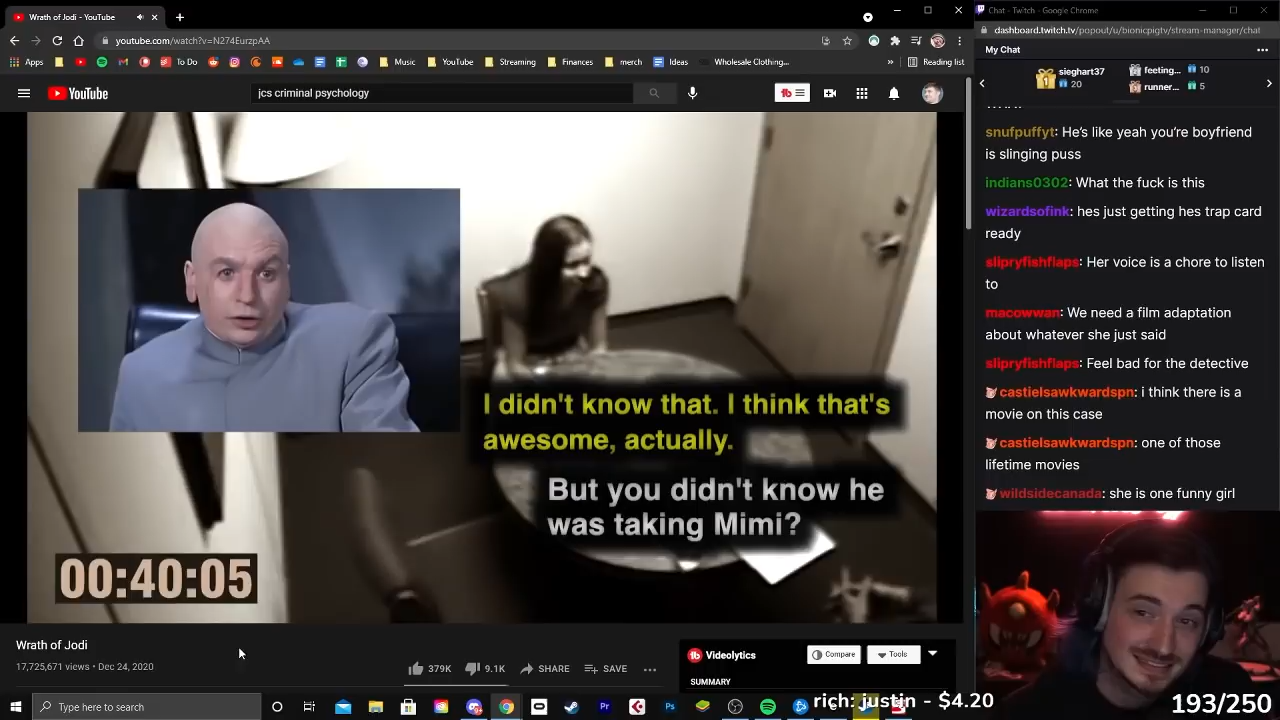 Wrath of Jodi - YouTube
Chat - Twitch - Google Chrome
youtube.com/watch?v=N274EurzpAA
dashboard.twitch.tv/popout/u/bionicpigtv/stream-manager/chat
Apps
To Do
Music
YouTube
Streaming
Finances
merch
Ideas
Wholesale Clothing...
Reading list
My Chat
YouTube
jcs criminal psychology
sieghart37
20
feeting... 10
runner... 5
snufpuffyt: He's like yeah you're boyfriend
is slinging puss
indians0302: What the fuck is this
wizardsofink: hes just getting hes trap card
ready
slipryfishflaps: Her voice is a chore to listen
to
macowwan: We need a film adaptation
about whatever she just said
slipryfishflaps: Feel bad for the detective
castielsawkwardspn: i think there is a
movie on this case
castielsawkwardspn: one of those
lifetime movies
wildsidecanada: she is one funny girl
I didn't know that. I think that's
awesome, actually.
But you didn't know he
was taking Mimi?
00:40:05
Wrath of Jodi
17,725,671 views • Dec 24, 2020
379K
9.1K
SHARE
SAVE
Videolytics
Compare
Tools
SUMMARY
Type here to search
rich: justin - $4.20
193/250